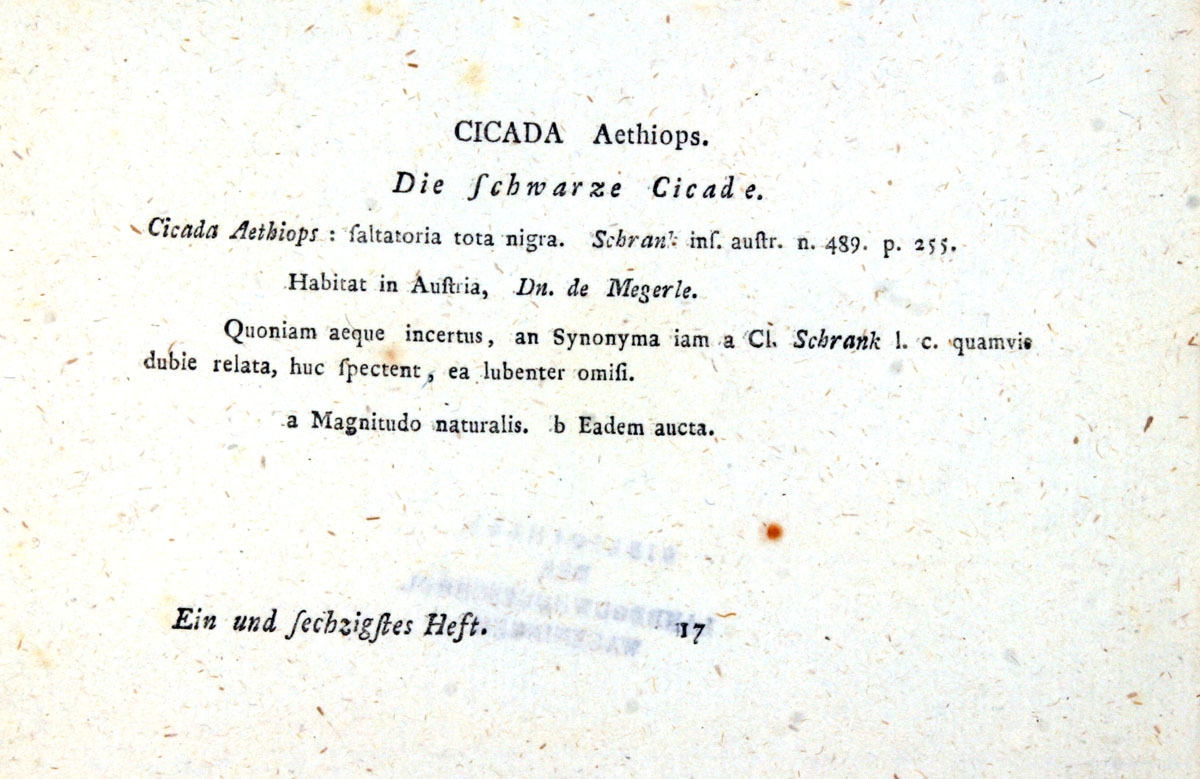 CICADA Aethiops.
Die ſchwarze Cicade.
Cicada Aethiops : ſaltatoria tota nigra. Schrank inſ. auſtr. n. 489. p. 255.
Habitat in Auſtria, Dn. de Megerle.
Quoniam aeque incertus, an Synonyma iam a Cl. Schrank l. c. quamvis
dubie relata, huc ſpectent, ea lubenter omiſi.
a Magnitudo naturalis. b Eadem aucta.
Ein und ſechzigſtes Heft. 17